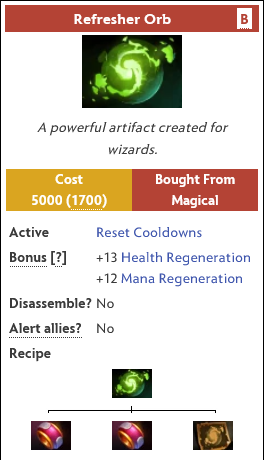 Refresher Orb B
A powerful artifact created for
wizards.
Cost
5000 (1700)
Bought From
Magical
Active Reset Cooldowns
Bonus [?] +13 Health Regeneration
+12 Mana Regeneration
Disassemble? No
Alert allies? No
Recipe